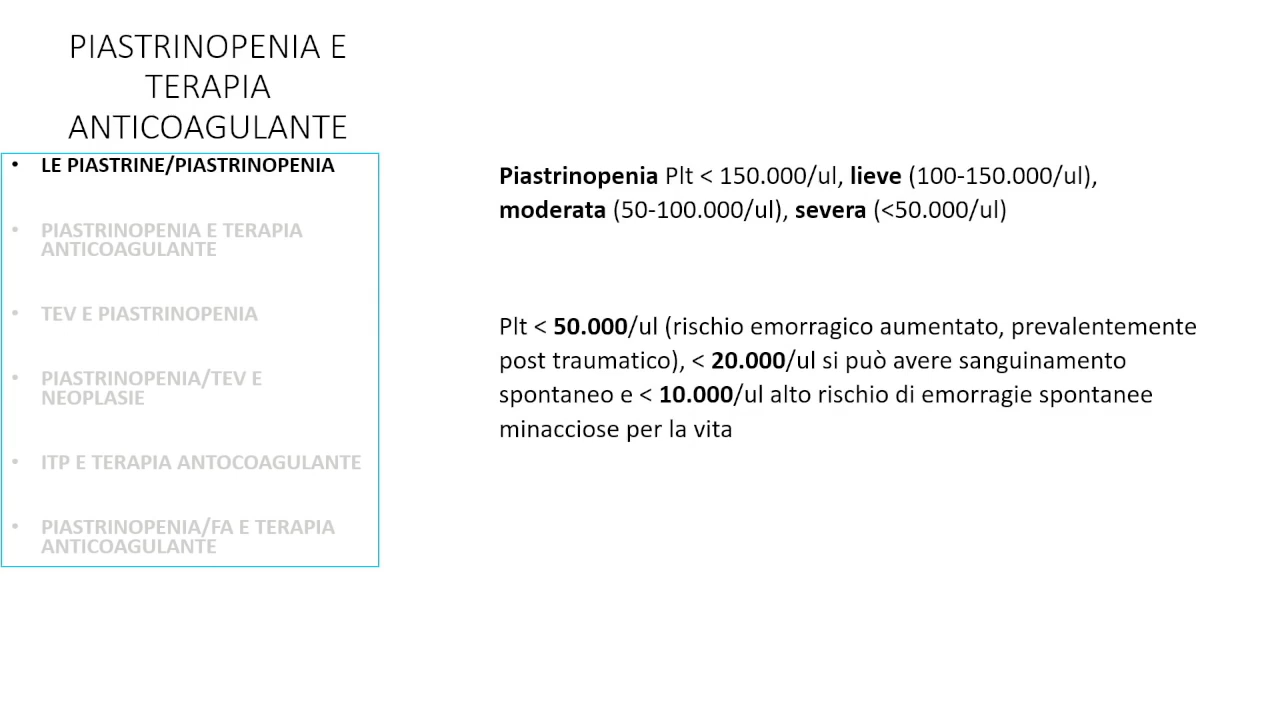 PIASTRINOPENIA E
TERAPIA
ANTICOAGULANTE
• LE PIASTRINE/PIASTRINOPENIA
• PIASTRINOPENIA E TERAPIA
ANTICOAGULANTE
• TEV E PIASTRINOPENIA
• PIASTRINOPENIA/TEV E
NEOPLASIE
• ITP E TERAPIA ANTOCOAGULANTE
• PIASTRINOPENIA/FA E TERAPIA
ANTICOAGULANTE
Piastrinopenia Plt < 150.000/ul, lieve (100-150.000/ul),
moderata (50-100.000/ul), severa (<50.000/ul)
Plt < 50.000/ul (rischio emorragico aumentato, prevalentemente
post traumatico), < 20.000/ul si può avere sanguinamento
spontaneo e < 10.000/ul alto rischio di emorragie spontanee
minacciose per la vita